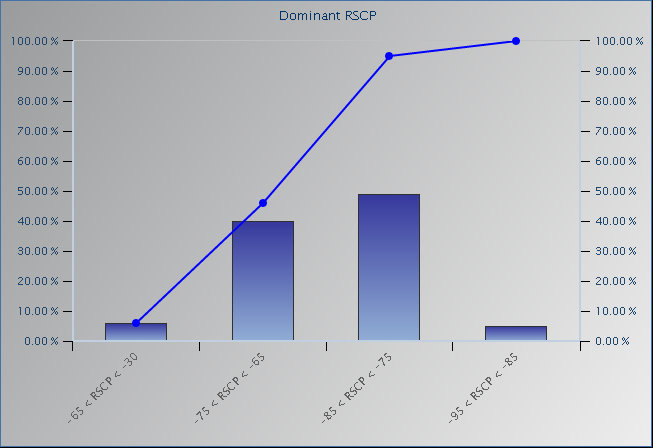 Dominant RSCP
100.00 % 100.00 %
90.00 % 90.00 %
80.00 % 80.00 %
70.00 % 70.00 %
60.00 % 60.00 %
50.00 % 50.00 %
40.00 % 40.00 %
30.00 % 30.00 %
20.00 % 20.00 %
10.00 % 10.00 %
0.00 % 0.00 %
-65 < RSCP < -30
-75 < RSCP < -65
-85 < RSCP < -75
-95 < RSCP < -85